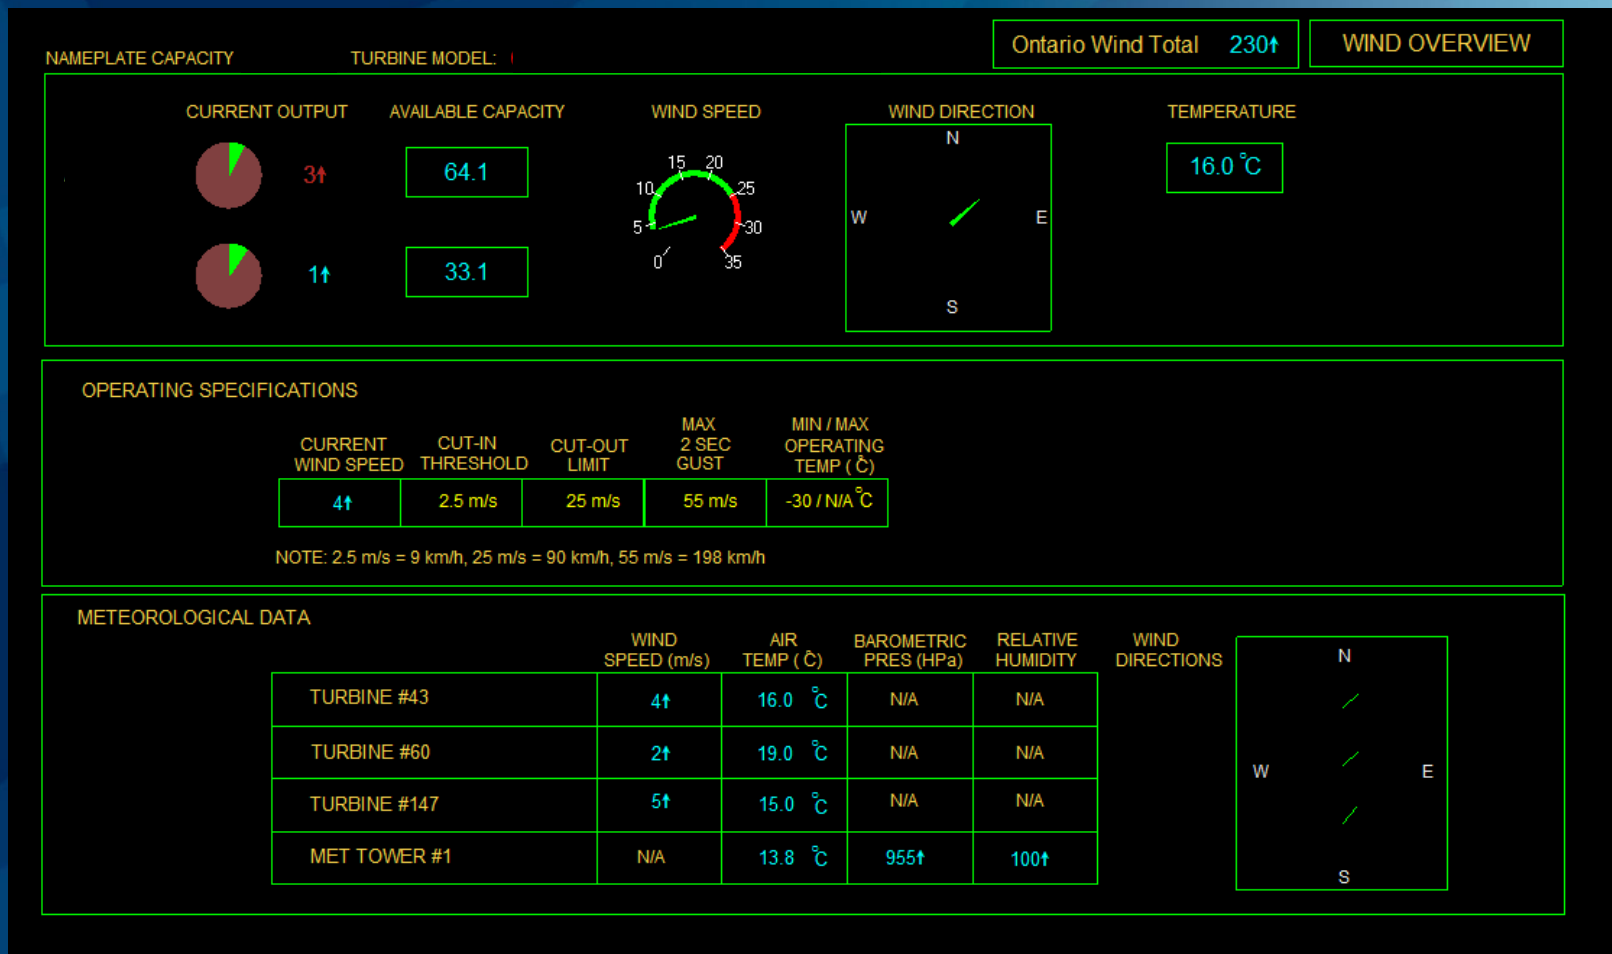 Ontario Wind Total 230↑
WIND OVERVIEW
NAMEPLATE CAPACITY
TURBINE MODEL:
CURRENT OUTPUT
AVAILABLE CAPACITY
WIND SPEED
WIND DIRECTION
TEMPERATURE
3↑
64.1
1↑
33.1
0
5
10
15
20
25
30
35
N
W E
S
16.0 °C
OPERATING SPECIFICATIONS
CURRENT
WIND SPEED
CUT-IN
THRESHOLD
CUT-OUT
LIMIT
MAX
2 SEC
GUST
MIN / MAX
OPERATING
TEMP ( °C)
4↑ 2.5 m/s 25 m/s 55 m/s -30 / N/A °C
NOTE: 2.5 m/s = 9 km/h, 25 m/s = 90 km/h, 55 m/s = 198 km/h
METEOROLOGICAL DATA
WIND
SPEED (m/s)
AIR
TEMP ( °C)
BAROMETRIC
PRES (HPa)
RELATIVE
HUMIDITY
WIND
DIRECTIONS
TURBINE #43 4↑ 16.0 °C N/A N/A
TURBINE #60 2↑ 19.0 °C N/A N/A
TURBINE #147 5↑ 15.0 °C N/A N/A
MET TOWER #1 N/A 13.8 °C 955↑ 100↑
N
W E
S